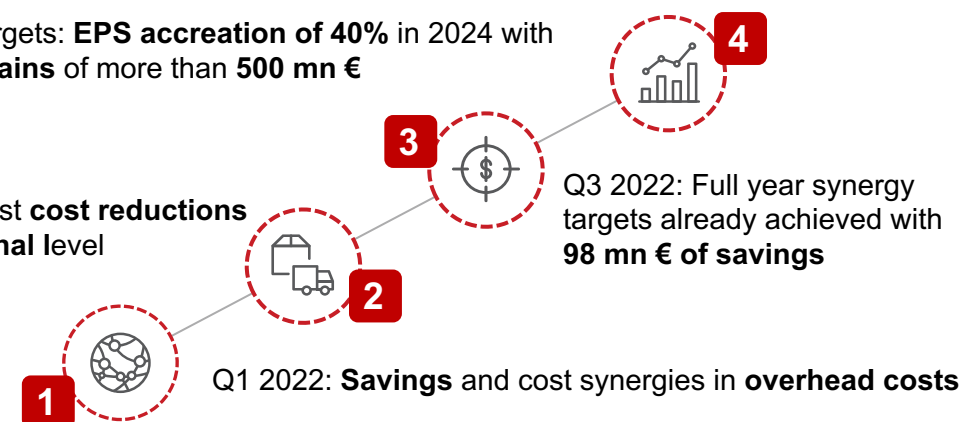 rgets: EPS accreation of 40% in 2024 with
ains of more than 500 mn €
4
3
Q3 2022: Full year synergy
targets already achieved with
98 mn € of savings
st cost reductions
nal level
2
Q1 2022: Savings and cost synergies in overhead costs
1